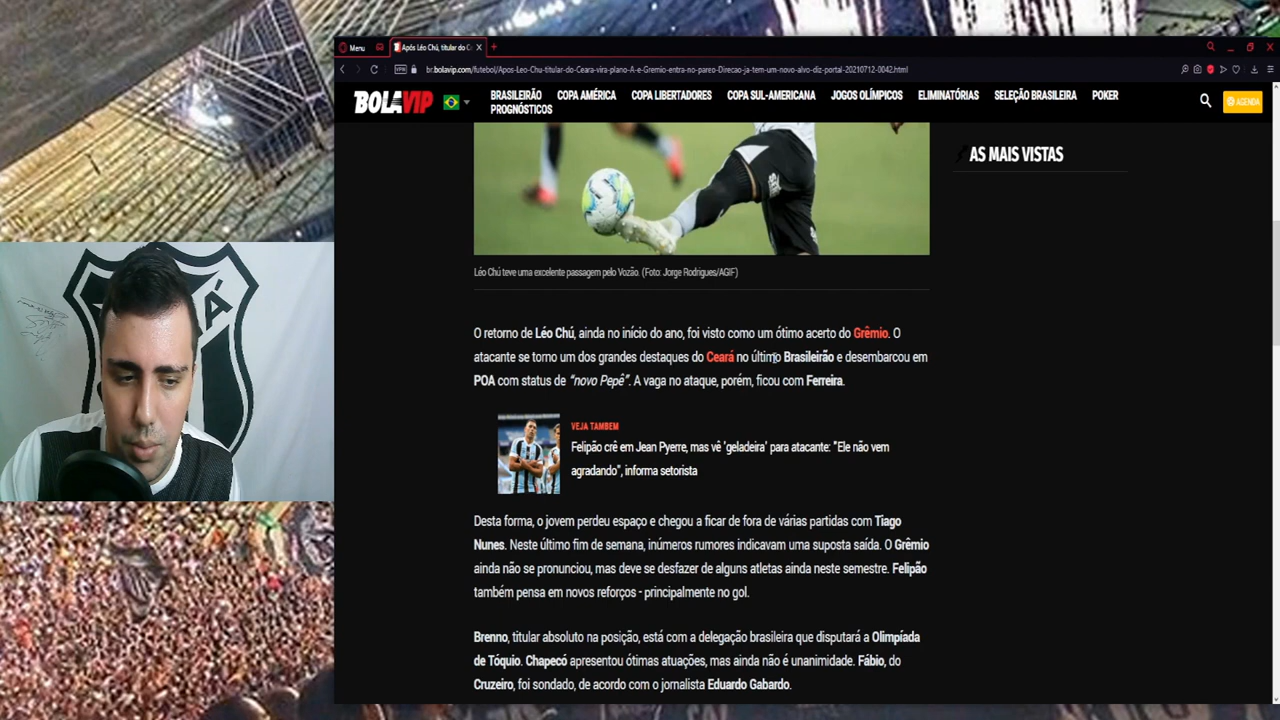 Menu
Após Léo Chú, titular do C
VPN
br.bolavip.com/futebol/Apos-Leo-Chu-titular-do-Ceara-vira-plano-A-e-Gremio-entra-no-pareo-Direcao-ja-tem-um-novo-alvo-diz-portal-20210712-0042.html
BOLAVIP
BRASILEIRÃO
COPA AMÉRICA
COPA LIBERTADORES
COPA SUL-AMERICANA
JOGOS OLÍMPICOS
ELIMINATÓRIAS
SELEÇÃO BRASILEIRA
POKER
PROGNÓSTICOS
AGENDA
AS MAIS VISTAS
Léo Chú teve uma excelente passagem pelo Vozão. (Foto: Jorge Rodrigues/AGIF)
O retorno de Léo Chú, ainda no início do ano, foi visto como um ótimo acerto do Grêmio. O
atacante se torno um dos grandes destaques do Ceará no último Brasileirão e desembarcou em
POA com status de “novo Pepê”. A vaga no ataque, porém, ficou com Ferreira.
VEJA TAMBEM
Felipão crê em Jean Pyerre, mas vê 'geladeira' para atacante: "Ele não vem
agradando", informa setorista
Desta forma, o jovem perdeu espaço e chegou a ficar de fora de várias partidas com Tiago
Nunes. Neste último fim de semana, inúmeros rumores indicavam uma suposta saída. O Grêmio
ainda não se pronunciou, mas deve se desfazer de alguns atletas ainda neste semestre. Felipão
também pensa em novos reforços - principalmente no gol.
Brenno, titular absoluto na posição, está com a delegação brasileira que disputará a Olimpíada
de Tóquio. Chapecó apresentou ótimas atuações, mas ainda não é unanimidade. Fábio, do
Cruzeiro, foi sondado, de acordo com o jornalista Eduardo Gabardo.